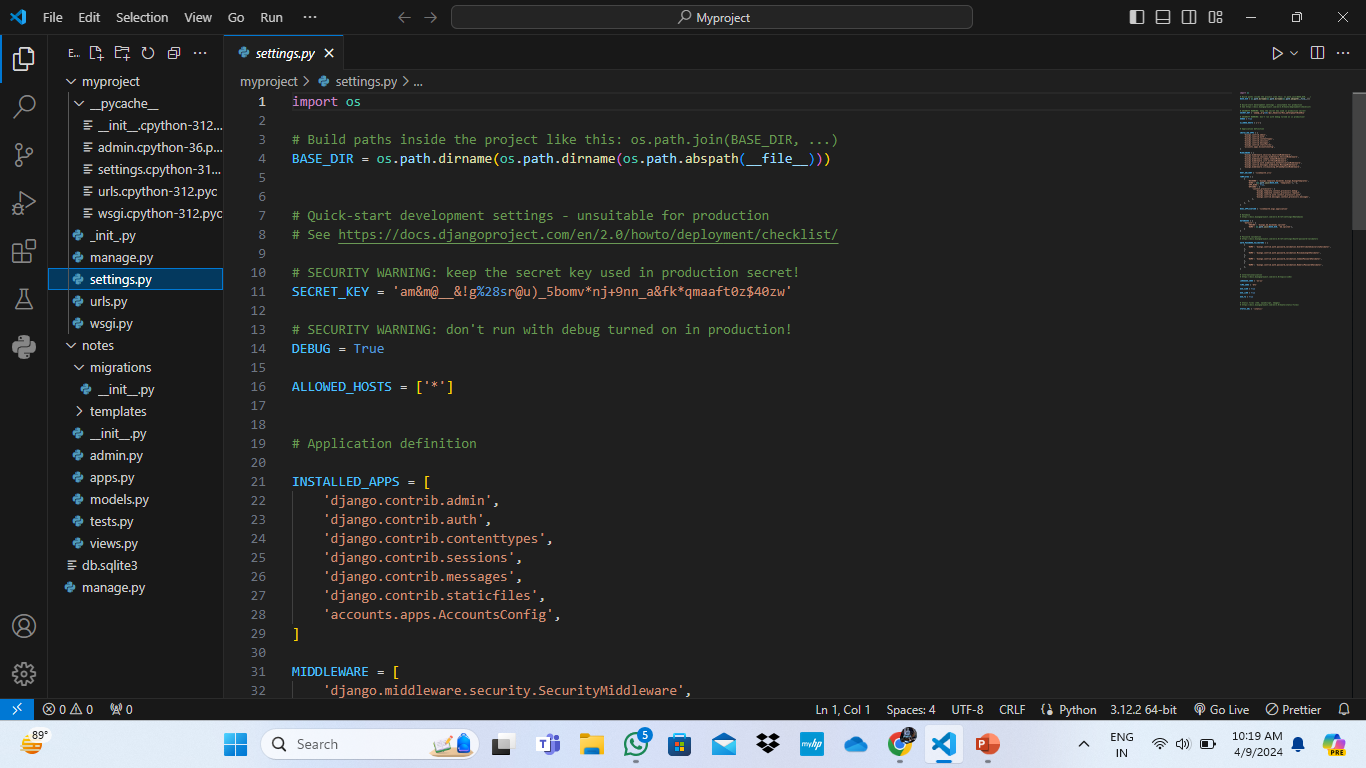 File Edit Selection View Go Run ···
Myproject
E... ···
settings.py
myproject
myproject > settings.py > ...
__pycache__
__init__.cpython-312...
admin.cpython-36.p...
settings.cpython-31...
urls.cpython-312.pyc
wsgi.cpython-312.pyc
_init_.py
manage.py
settings.py
urls.py
wsgi.py
notes
migrations
__init__.py
templates
__init__.py
admin.py
apps.py
models.py
tests.py
views.py
db.sqlite3
manage.py
1 import os
2
3 # Build paths inside the project like this: os.path.join(BASE_DIR, ...)
4 BASE_DIR = os.path.dirname(os.path.dirname(os.path.abspath(__file__)))
5
6
7 # Quick-start development settings - unsuitable for production
8 # See https://docs.djangoproject.com/en/2.0/howto/deployment/checklist/
9
10 # SECURITY WARNING: keep the secret key used in production secret!
11 SECRET_KEY = 'am&m@__&!g%28sr@u)_5bomv*nj+9nn_a&fk*qmaaft0z$40zw'
12
13 # SECURITY WARNING: don't run with debug turned on in production!
14 DEBUG = True
15
16 ALLOWED_HOSTS = ['*']
17
18
19 # Application definition
20
21 INSTALLED_APPS = [
22 'django.contrib.admin',
23 'django.contrib.auth',
24 'django.contrib.contenttypes',
25 'django.contrib.sessions',
26 'django.contrib.messages',
27 'django.contrib.staticfiles',
28 'accounts.apps.AccountsConfig',
29 ]
30
31 MIDDLEWARE = [
32 'django.middleware.security.SecurityMiddleware',
0 0 0 Ln 1, Col 1 Spaces: 4 UTF-8 CRLF Python 3.12.2 64-bit Go Live Prettier
89° Search 5 ENG IN 10:19 AM 4/9/2024 PRE